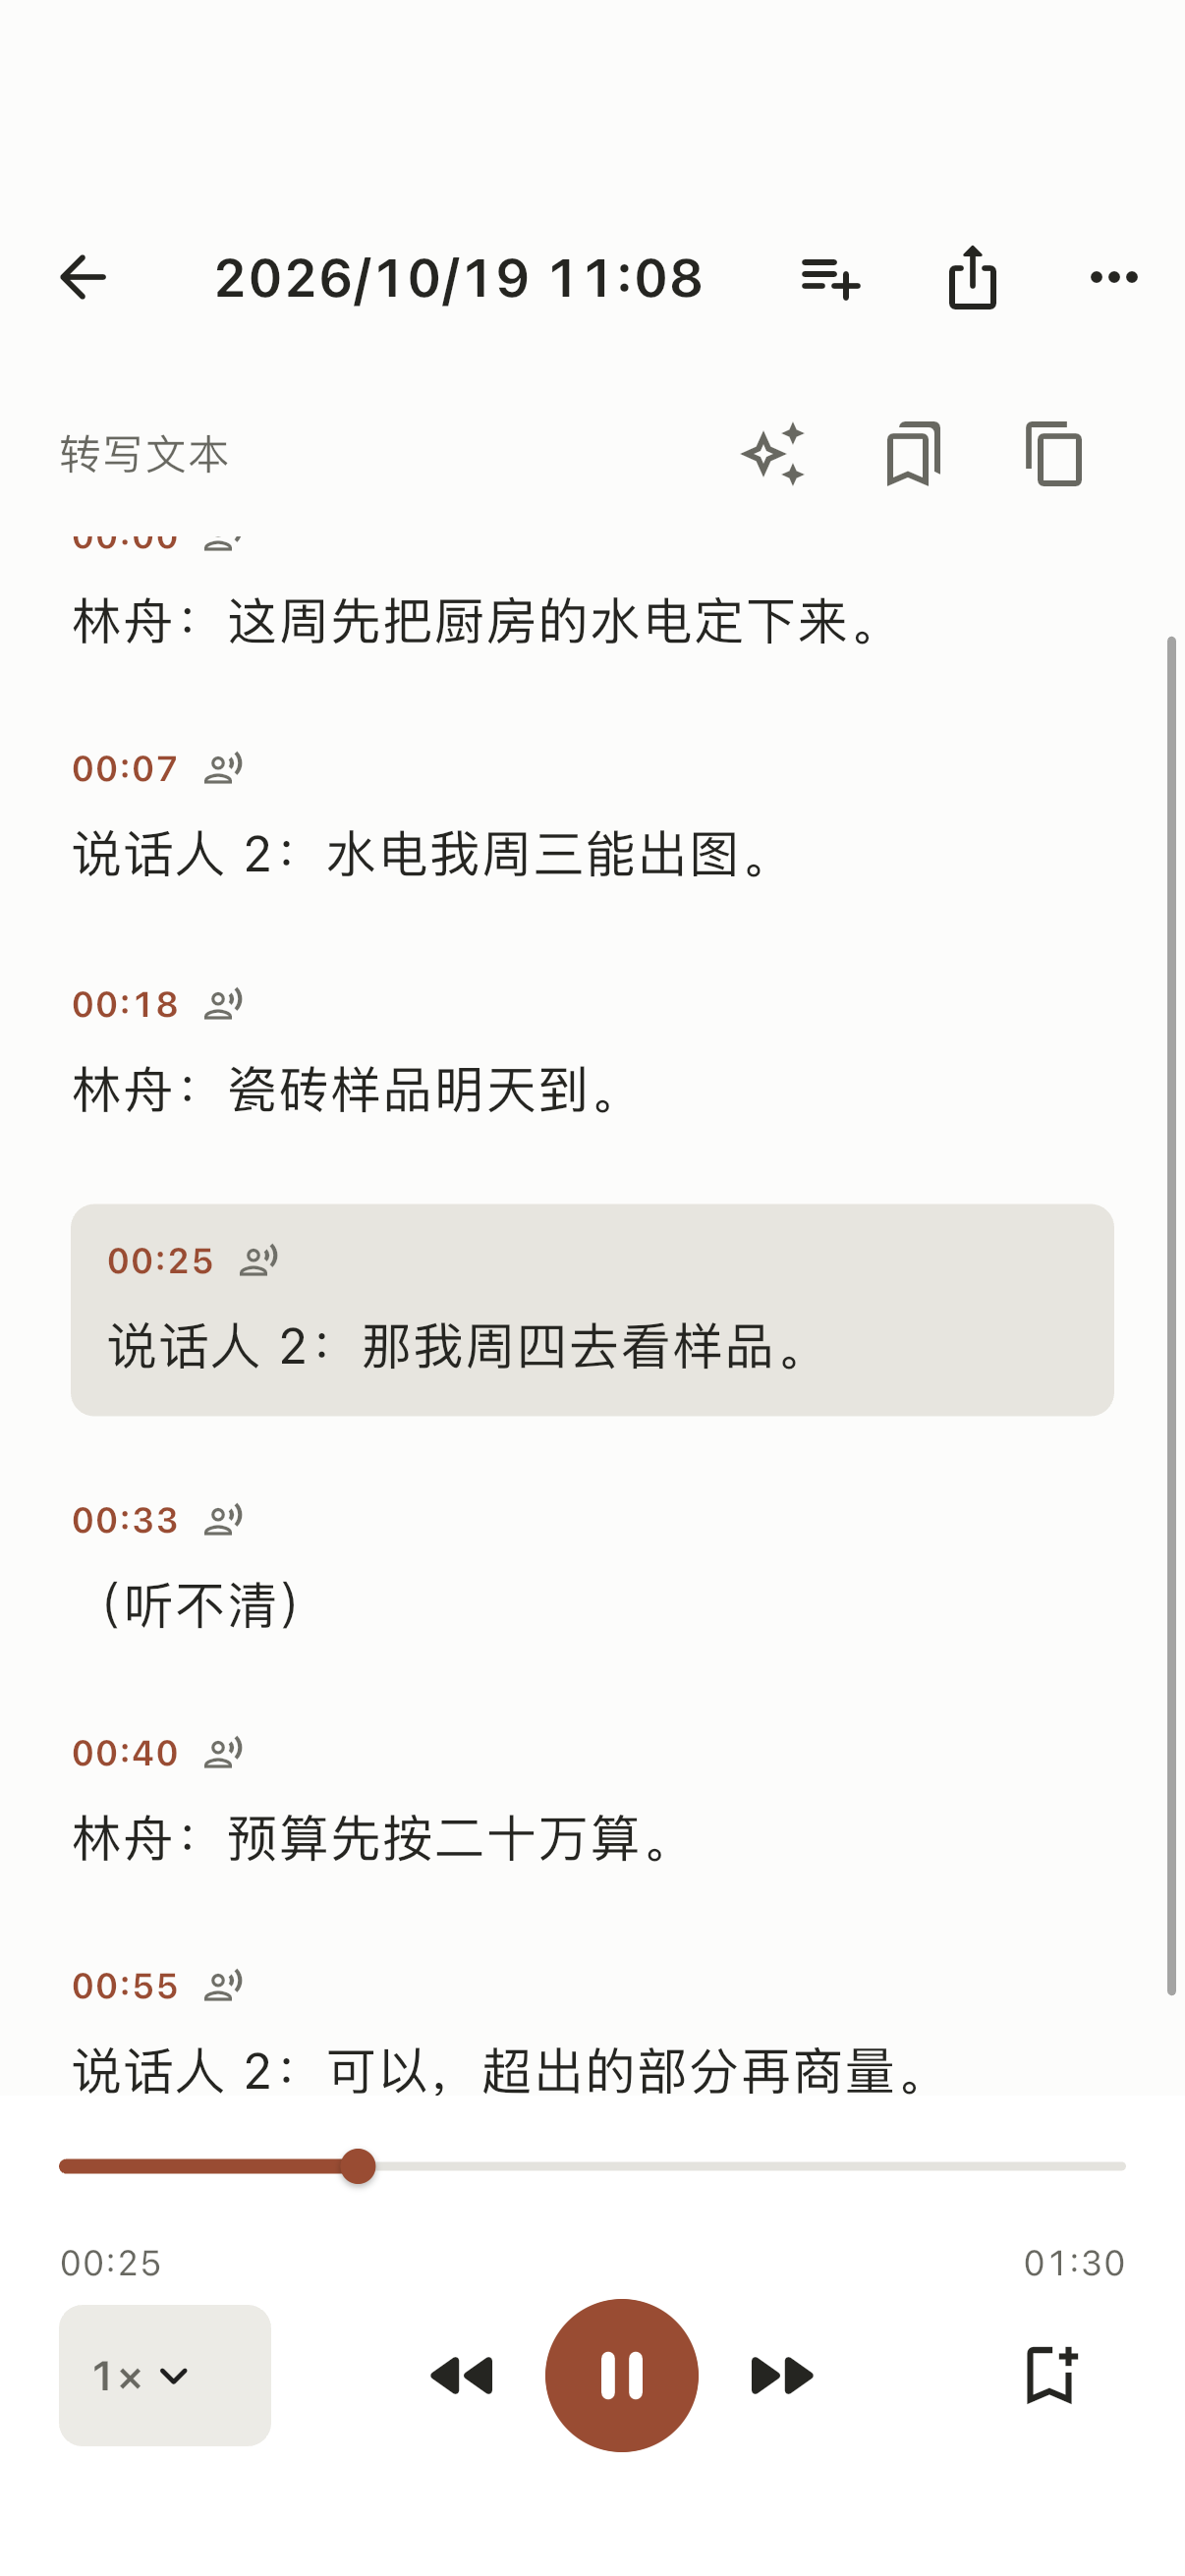 2026/10/19 11:08
转写文本
00:00
林舟：这周先把厨房的水电定下来。
00:07
说话人 2：水电我周三能出图。
00:18
林舟：瓷砖样品明天到。
00:25
说话人 2：那我周四去看样品。
00:33
（听不清）
00:40
林舟：预算先按二十万算。
00:55
说话人 2：可以，超出的部分再商量。
00:25
01:30
1×